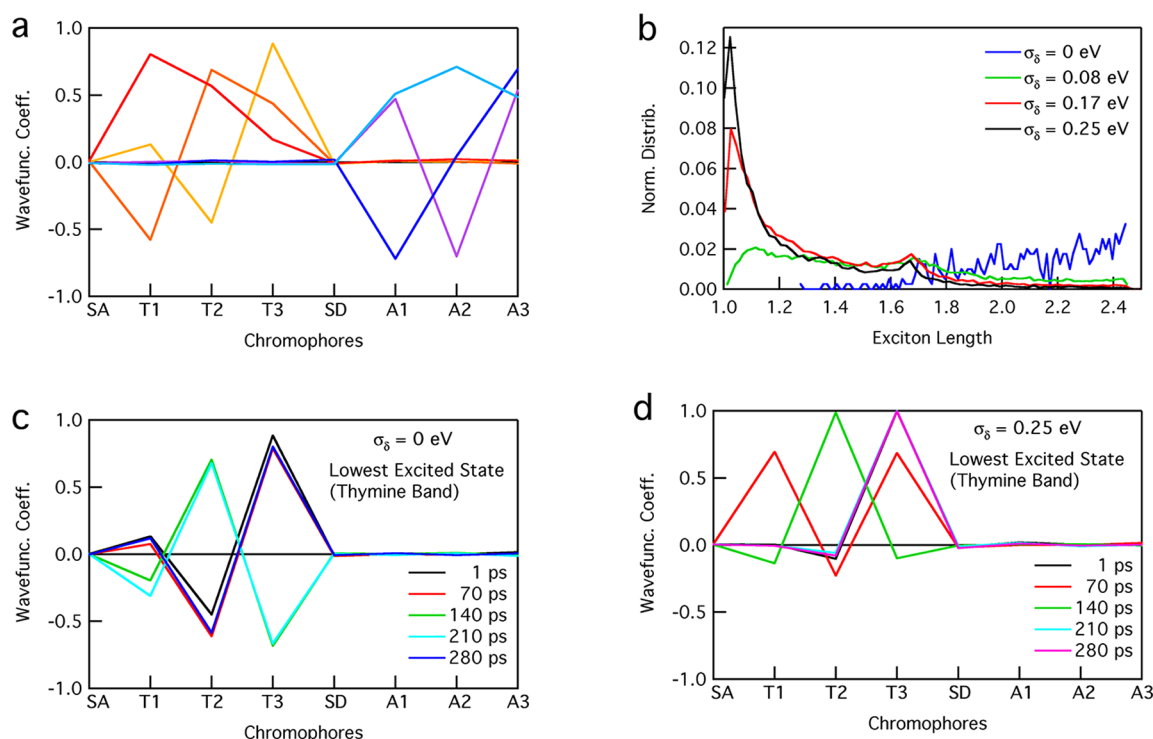 a
1.0
0.5
0.0
-0.5
-1.0
Wavefunc. Coeff.
SA T1 T2 T3 SD A1 A2 A3
Chromophores
b
0.12
0.10
0.08
0.06
0.04
0.02
0.00
Norm. Distrib.
σδ = 0 eV
σδ = 0.08 eV
σδ = 0.17 eV
σδ = 0.25 eV
1.0 1.2 1.4 1.6 1.8 2.0 2.2 2.4
Exciton Length
c
1.0
0.5
0.0
-0.5
-1.0
Wavefunc. Coeff.
σδ = 0 eV
Lowest Excited State
(Thymine Band)
1 ps
70 ps
140 ps
210 ps
280 ps
SA T1 T2 T3 SD A1 A2 A3
Chromophores
d
1.0
0.5
0.0
-0.5
-1.0
Wavefunc. Coeff.
σδ = 0.25 eV
Lowest Excited State
(Thymine Band)
1 ps
70 ps
140 ps
210 ps
280 ps
SA T1 T2 T3 SD A1 A2 A3
Chromophores